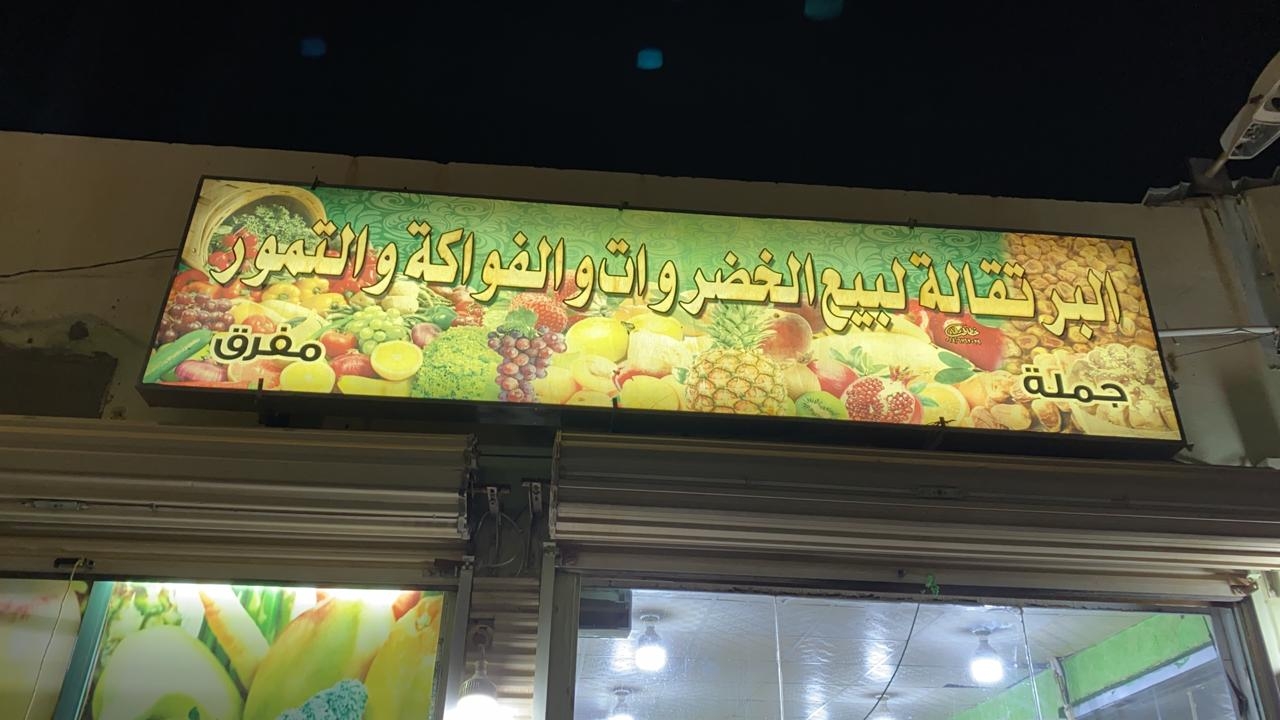 البرتقالة لبيع الخضروات والفواكة والتمور
جملة
مفرق